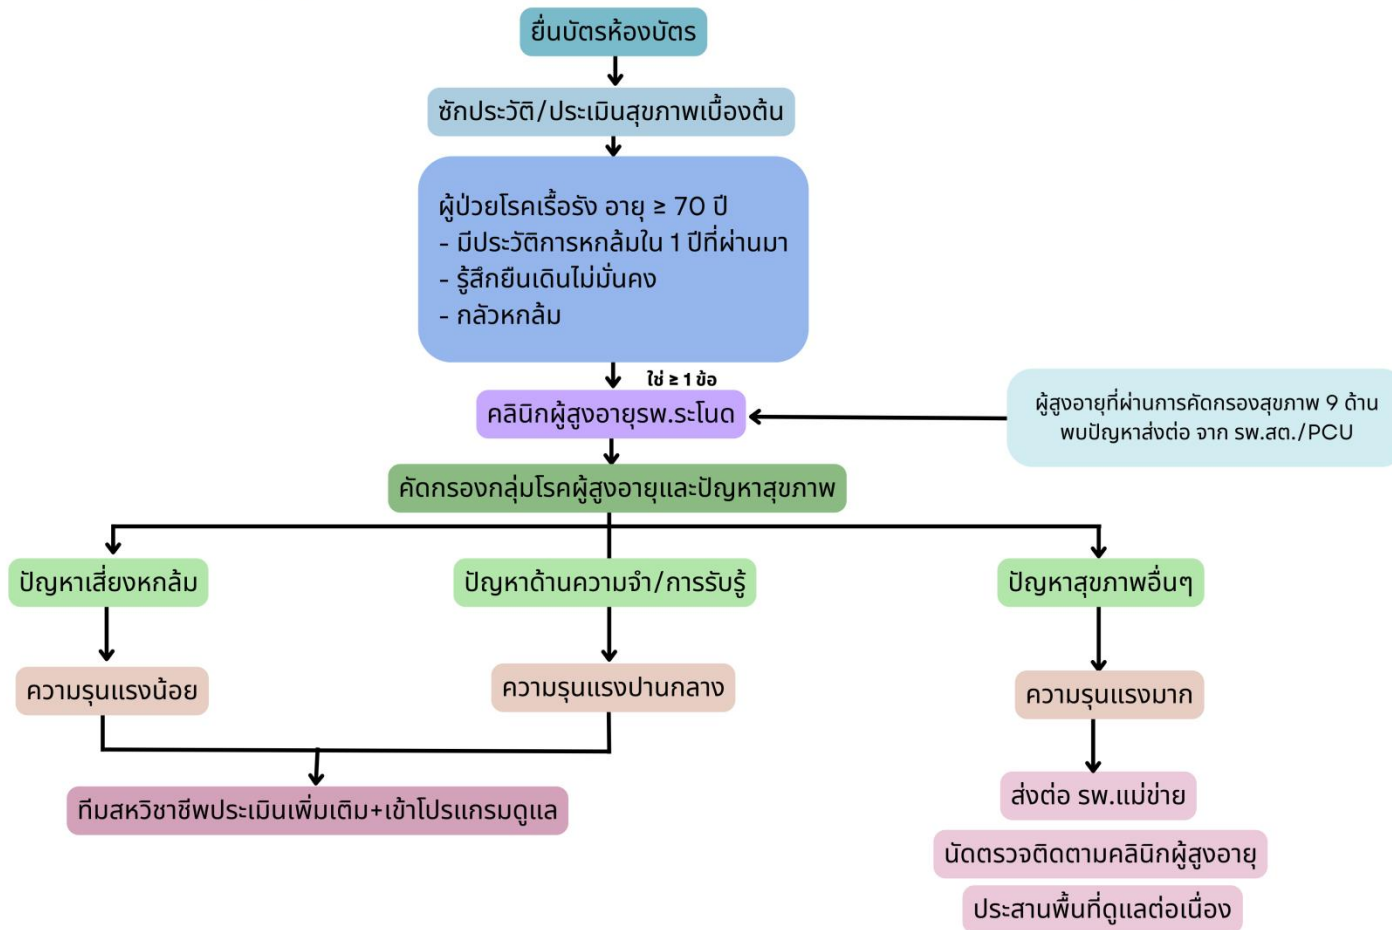 ยื่นบัตรห้องบัตร
ซักประวัติ/ประเมินสุขภาพเบื้องต้น
ผู้ป่วยโรคเรื้อรัง อายุ ≥ 70 ปี
- มีประวัติการหกล้มใน 1 ปีที่ผ่านมา
- รู้สึกยืนเดินไม่มั่นคง
- กลัวหกล้ม
ใช่ ≥ 1 ข้อ
คลินิกผู้สูงอายุรพ.ระโนด
ผู้สูงอายุที่ผ่านการคัดกรองสุขภาพ 9 ด้าน
พบปัญหาส่งต่อ จาก รพ.สต./PCU
คัดกรองกลุ่มโรคผู้สูงอายุและปัญหาสุขภาพ
ปัญหาเสี่ยงหกล้ม
ปัญหาด้านความจำ/การรับรู้
ปัญหาสุขภาพอื่นๆ
ความรุนแรงน้อย
ความรุนแรงปานกลาง
ความรุนแรงมาก
ทีมสหวิชาชีพประเมินเพิ่มเติม+เข้าโปรแกรมดูแล
ส่งต่อ รพ.แม่ข่าย
นัดตรวจติดตามคลินิกผู้สูงอายุ
ประสานพื้นที่ดูแลต่อเนื่อง